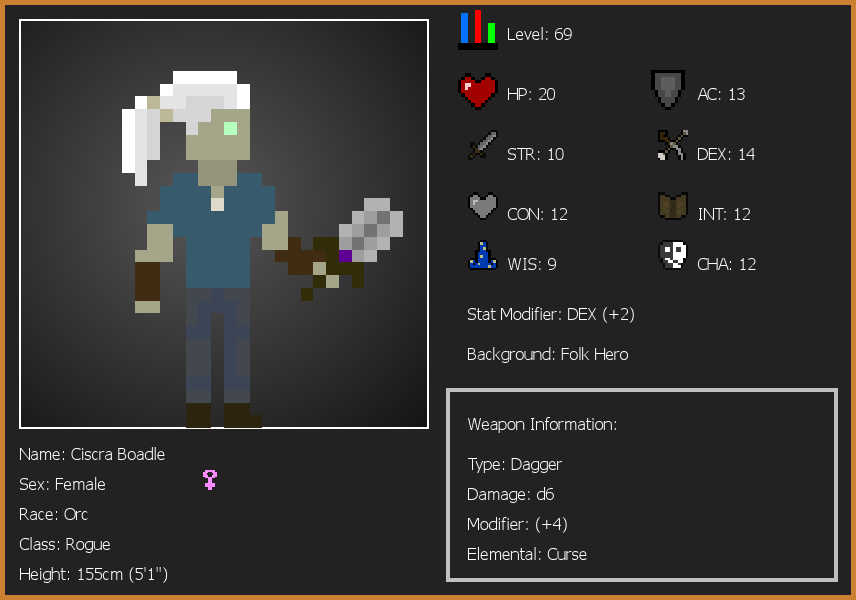 Level: 69
HP: 20
AC: 13
STR: 10
DEX: 14
CON: 12
INT: 12
WIS: 9
CHA: 12
Stat Modifier: DEX (+2)
Background: Folk Hero
Weapon Information:
Type: Dagger
Damage: d6
Modifier: (+4)
Elemental: Curse
Name: Ciscra Boadle
Sex: Female
Race: Orc
Class: Rogue
Height: 155cm (5'1")